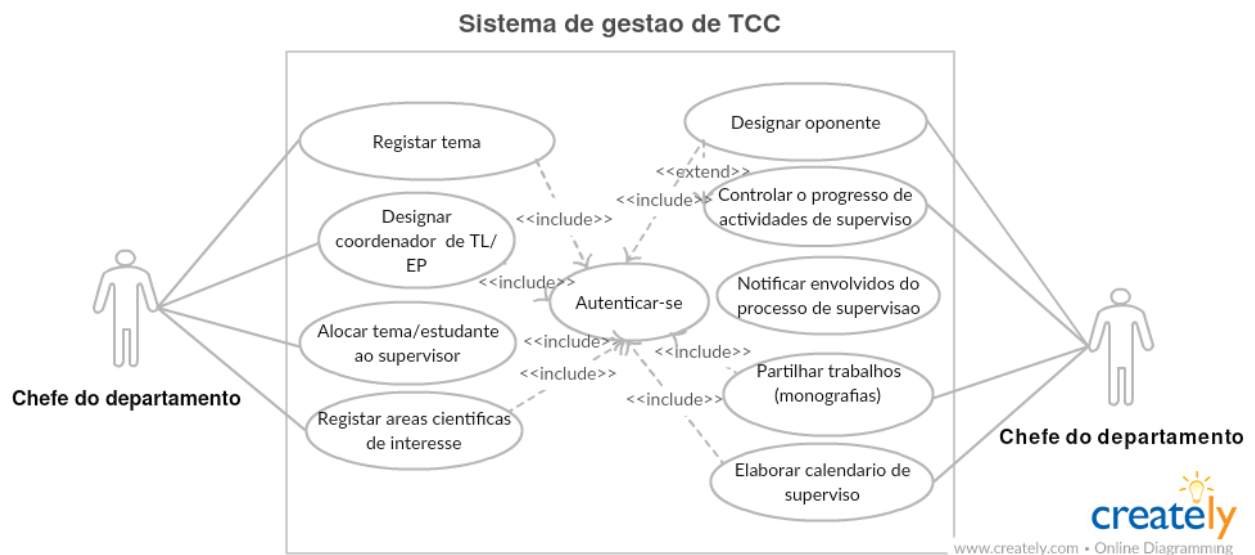 Sistema de gestao de TCC
Registar tema
Designar
coordenador de TL/
EP
Alocar tema/estudante
ao supervisor
Registar areas cientificas
de interesse
Chefe do departamento
<<include>>
<<include>>
<<include>>
<<include>>
Autenticar-se
<<extend>>
<<include>>
<<include>>
<<include>>
Designar oponente
Controlar o progresso de
actividades de superviso
Notificar envolvidos do
processo de supervisao
Partilhar trabalhos
(monografias)
Elaborar calendario de
superviso
Chefe do departamento
creately
www.creately.com • Online Diagramming